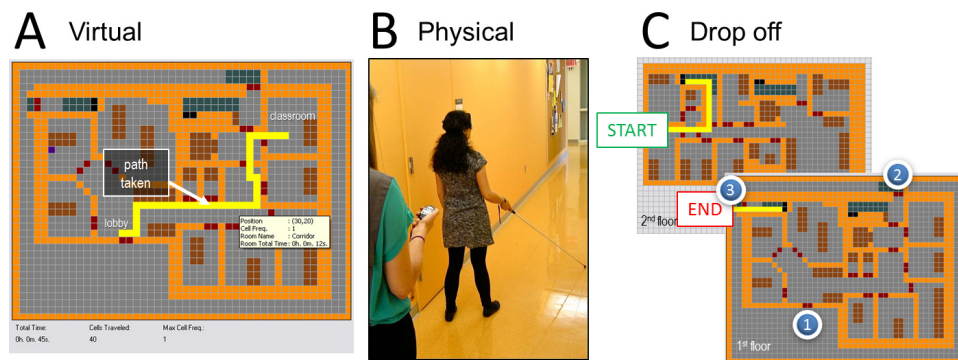 A Virtual
B Physical
C Drop off
classroom
path
taken
lobby
Position : (30,20)
Cell Freq. : 1
Room Name : Corridor
Room Total Time : 0h. 0m. 12s.
Total Time:
Cells Traveled:
Max Cell Freq.:
0h. 0m. 45s.
40
1
START
2
3
END
2nd floor
1
1st floor